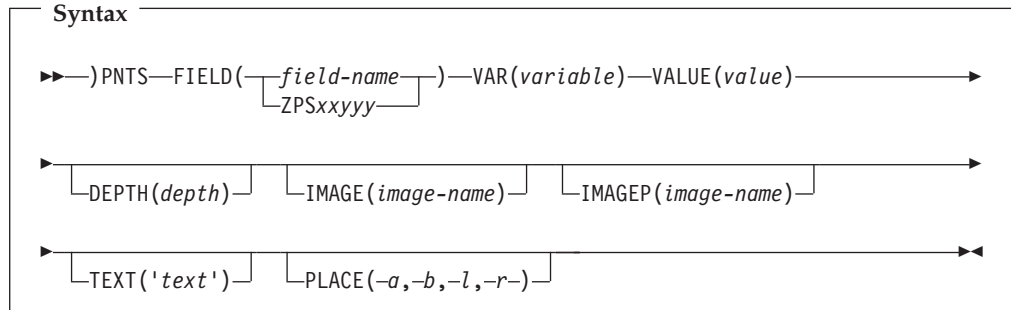 Syntax
)PNTS FIELD( field-name ) VAR(variable) VALUE(value)
ZPSxxyyy
DEPTH(depth) IMAGE(image-name) IMAGEP(image-name)
TEXT('text') PLACE(a,b,l,r)